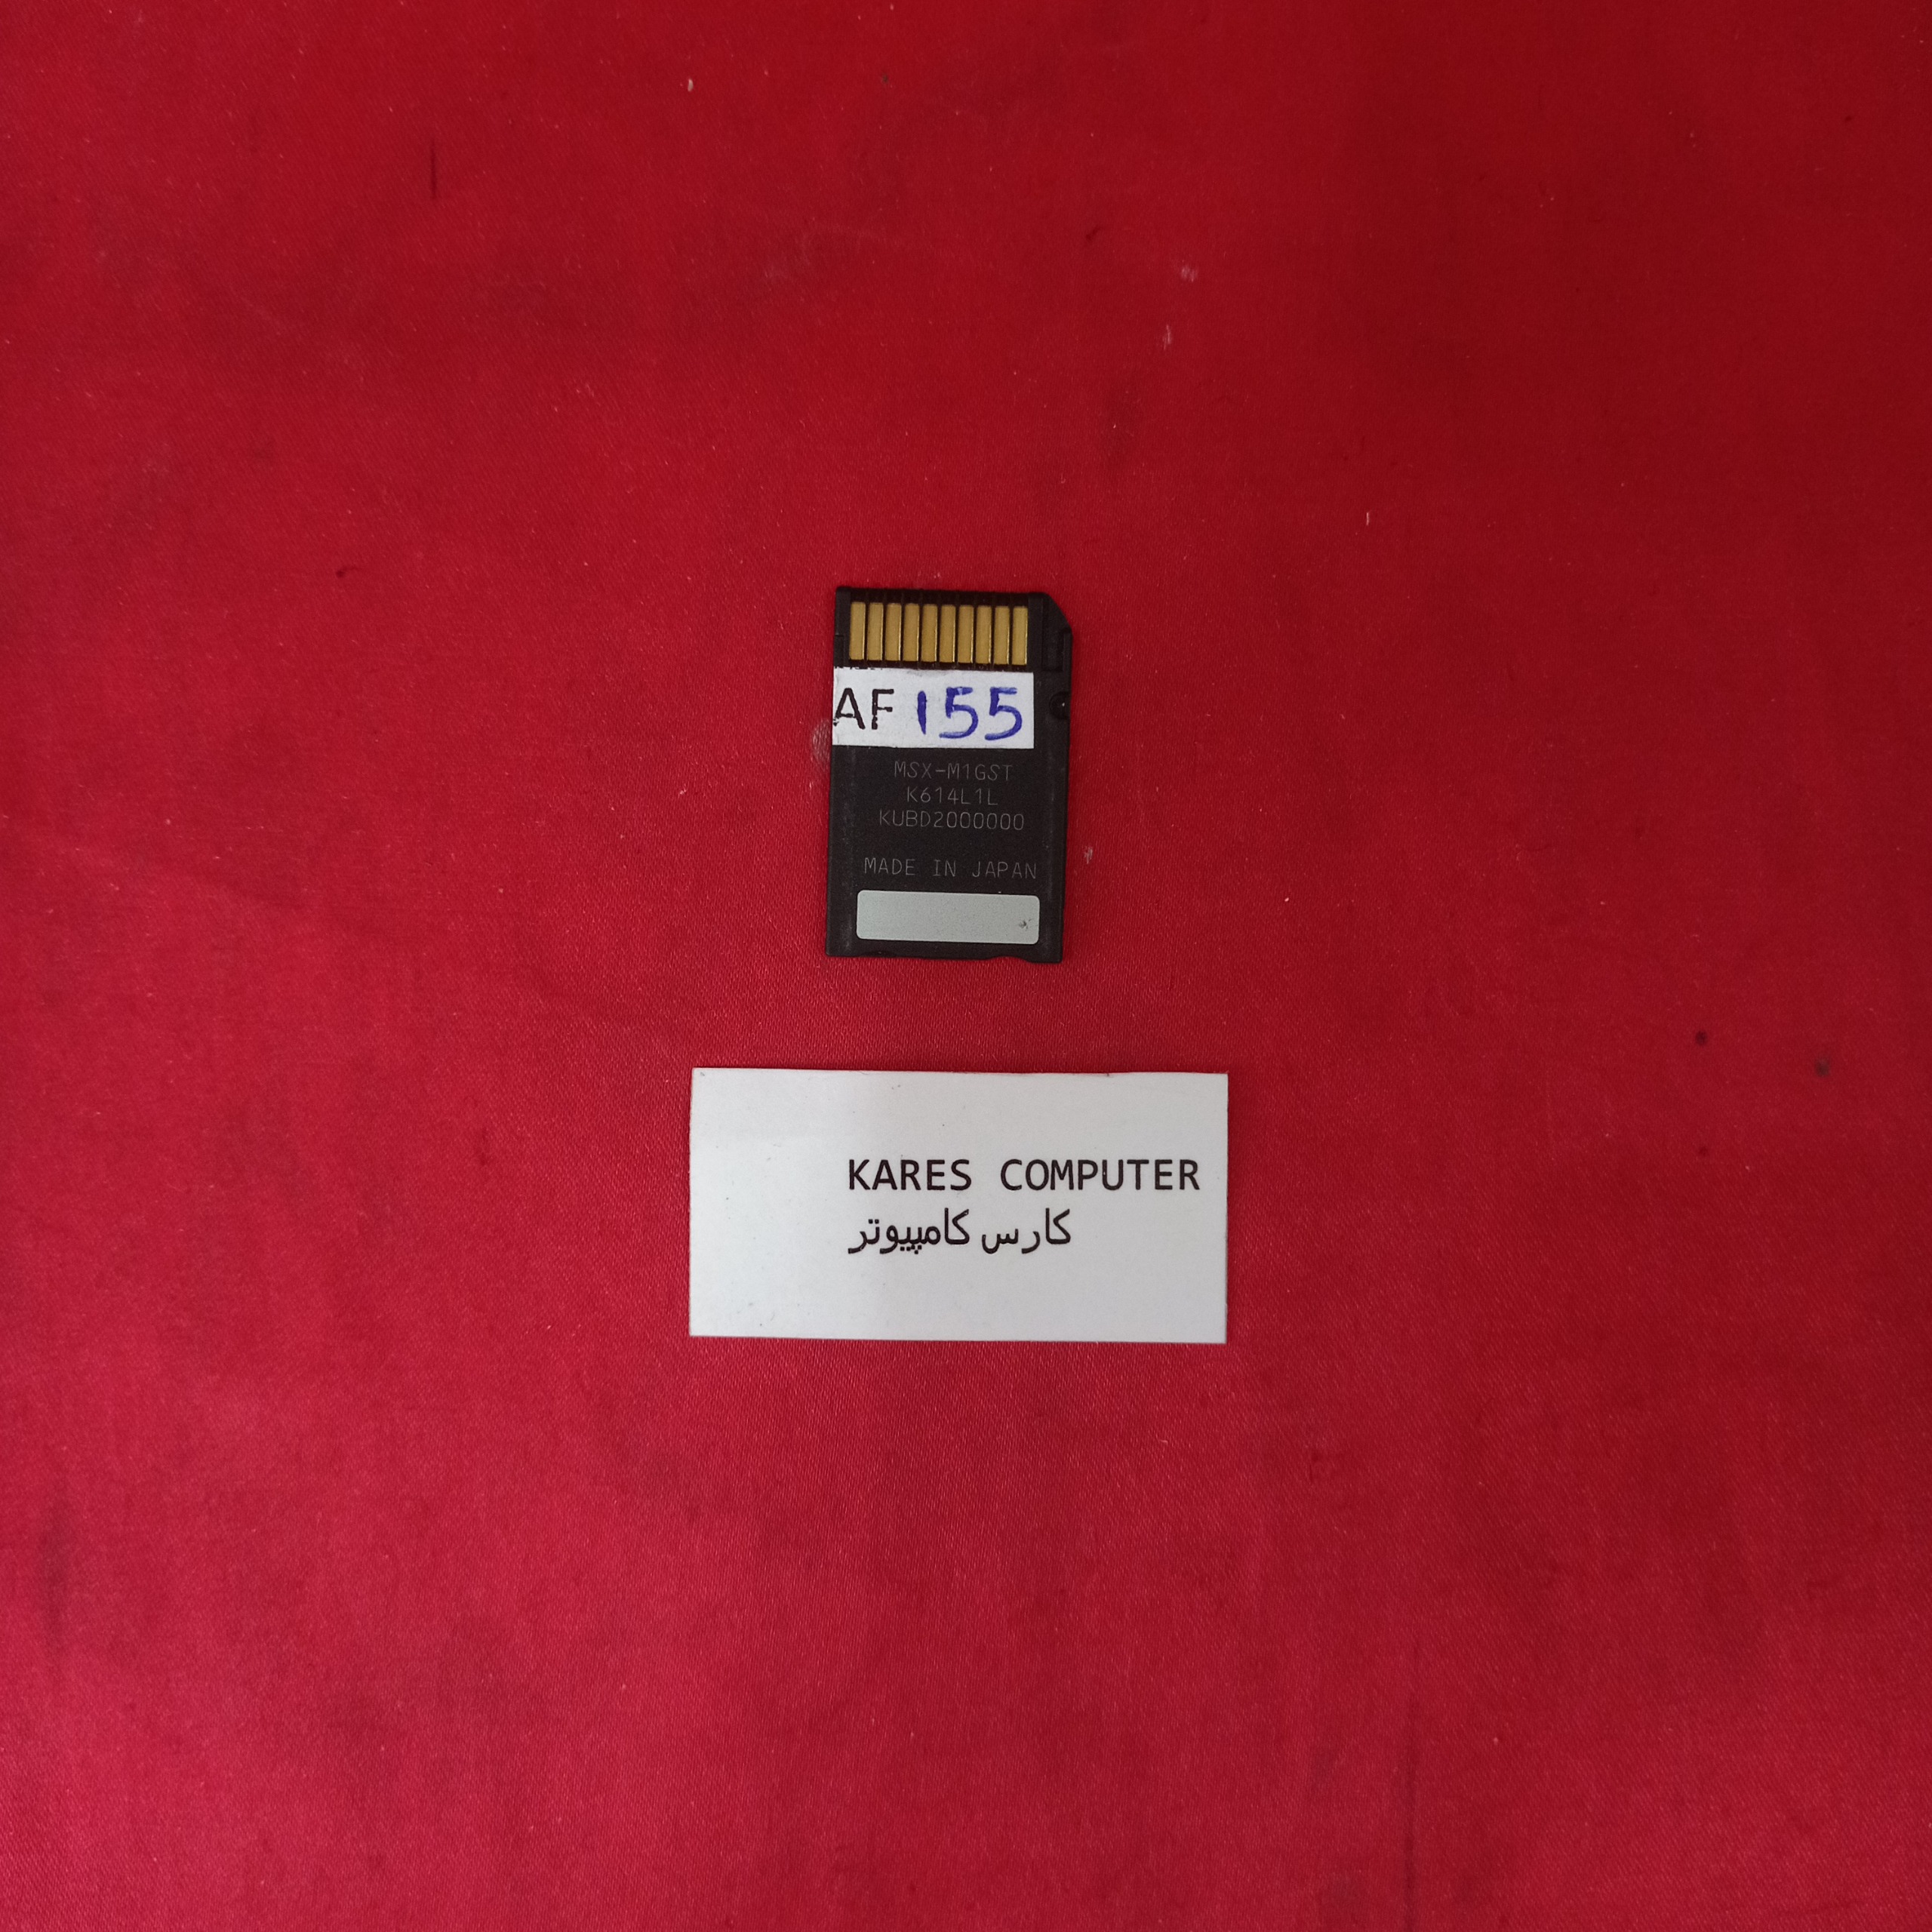 AF 155
MSX-M1GST
K614L1L
KUBD2000000
MADE IN JAPAN
KARES COMPUTER
کارس کامپیوتر